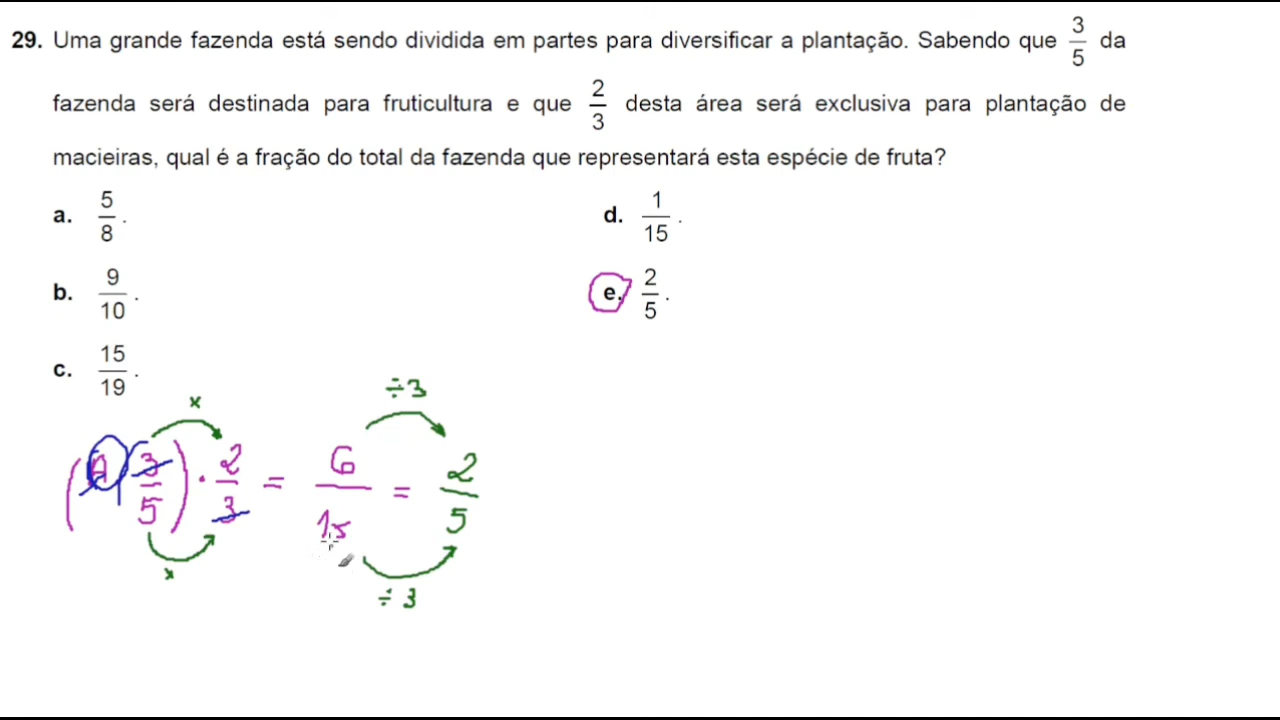 29. Uma grande fazenda está sendo dividida em partes para diversificar a plantação. Sabendo que 3/5 da
fazenda será destinada para fruticultura e que 2/3 desta área será exclusiva para plantação de
macieiras, qual é a fração do total da fazenda que representará esta espécie de fruta?
a. 5/8.
d. 1/15.
b. 9/10.
e. 2/5.
c. 15/19.
x
÷3
( 3/5) · 2/3 = 6/15 = 2/5
x
÷3